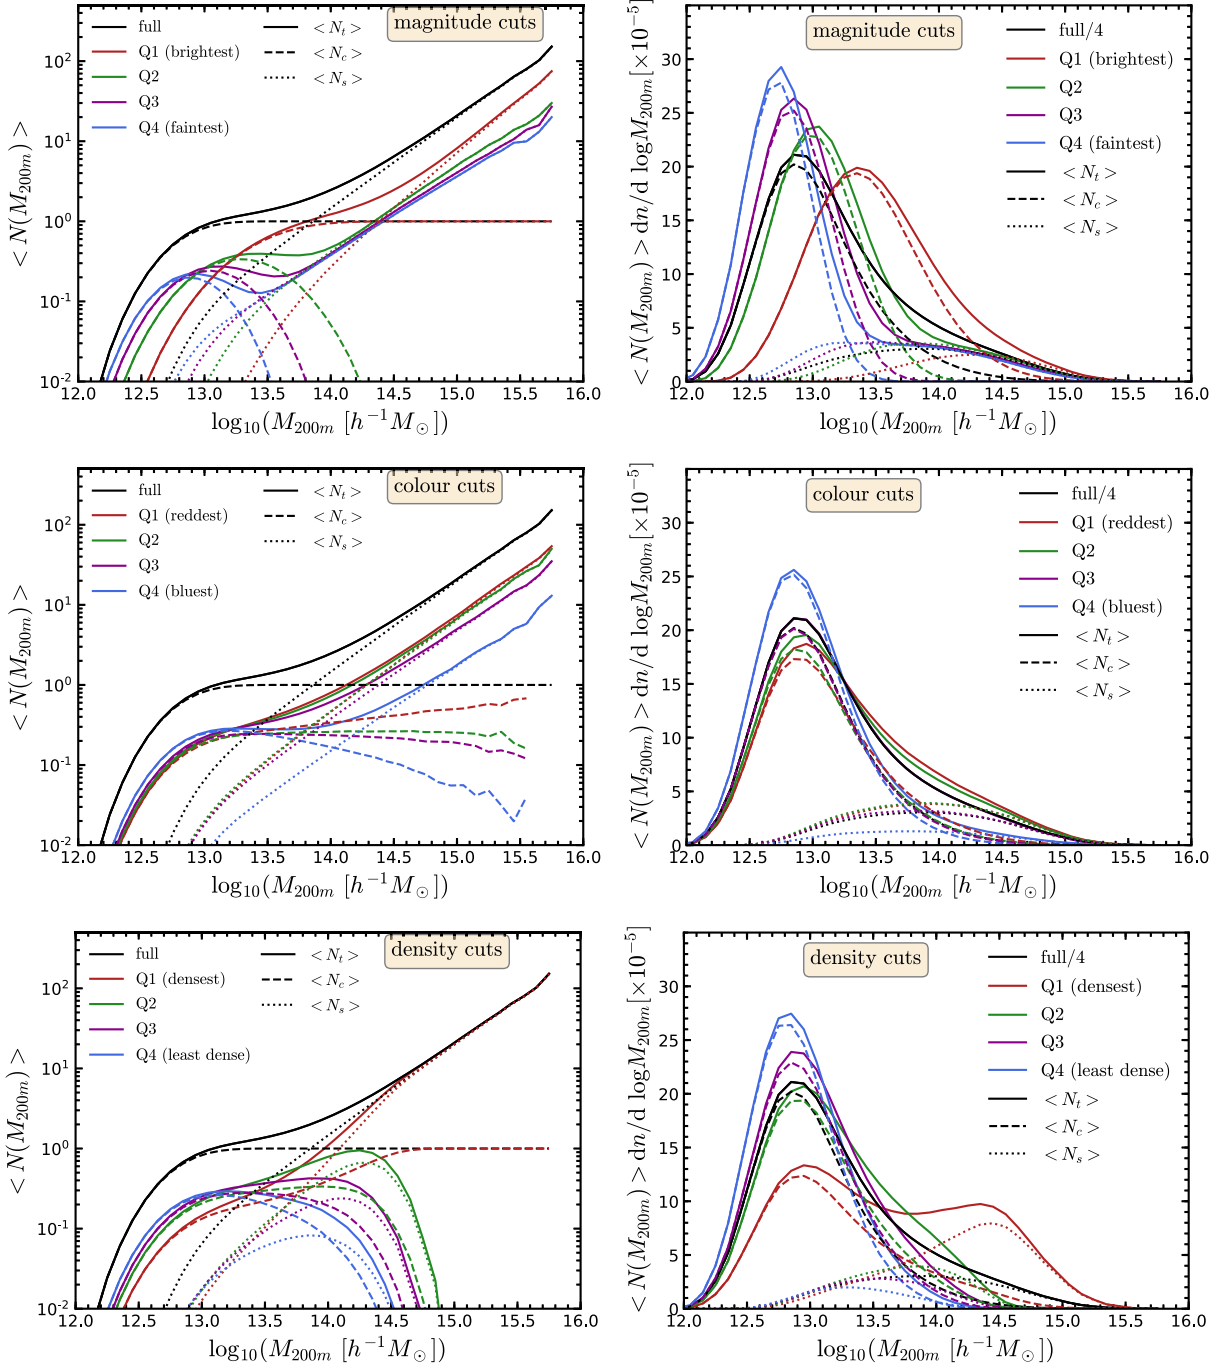 magnitude cuts
full
Q1 (brightest)
Q2
Q3
Q4 (faintest)
< N_t >
< N_c >
< N_s >
10^2
10^1
10^0
10^-1
10^-2
< N(M_200m) >
12.0 12.5 13.0 13.5 14.0 14.5 15.0 15.5 16.0
log_10(M_200m [h^-1 M_⊙])
magnitude cuts
full/4
Q1 (brightest)
Q2
Q3
Q4 (faintest)
< N_t >
< N_c >
< N_s >
30
25
20
15
10
5
0
< N(M_200m) > dn/d logM_200m[×10^-5]
12.0 12.5 13.0 13.5 14.0 14.5 15.0 15.5 16.0
log_10(M_200m [h^-1 M_⊙])
colour cuts
full
Q1 (reddest)
Q2
Q3
Q4 (bluest)
< N_t >
< N_c >
< N_s >
10^2
10^1
10^0
10^-1
10^-2
< N(M_200m) >
12.0 12.5 13.0 13.5 14.0 14.5 15.0 15.5 16.0
log_10(M_200m [h^-1 M_⊙])
colour cuts
full/4
Q1 (reddest)
Q2
Q3
Q4 (bluest)
< N_t >
< N_c >
< N_s >
30
25
20
15
10
5
0
< N(M_200m) > dn/d logM_200m[×10^-5]
12.0 12.5 13.0 13.5 14.0 14.5 15.0 15.5 16.0
log_10(M_200m [h^-1 M_⊙])
density cuts
full
Q1 (densest)
Q2
Q3
Q4 (least dense)
< N_t >
< N_c >
< N_s >
10^2
10^1
10^0
10^-1
10^-2
< N(M_200m) >
12.0 12.5 13.0 13.5 14.0 14.5 15.0 15.5 16.0
log_10(M_200m [h^-1 M_⊙])
density cuts
full/4
Q1 (densest)
Q2
Q3
Q4 (least dense)
< N_t >
< N_c >
< N_s >
30
25
20
15
10
5
0
< N(M_200m) > dn/d logM_200m[×10^-5]
12.0 12.5 13.0 13.5 14.0 14.5 15.0 15.5 16.0
log_10(M_200m [h^-1 M_⊙])